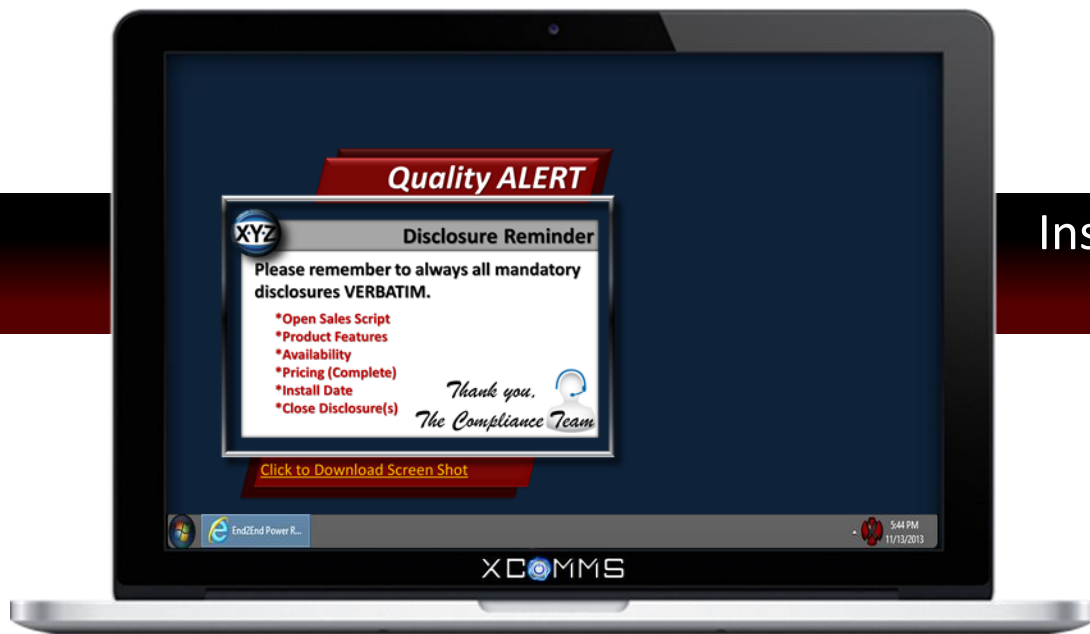 Quality ALERT
XYZ
Disclosure Reminder
Please remember to always all mandatory
disclosures VERBATIM.
*Open Sales Script
*Product Features
*Availability
*Pricing (Complete)
*Install Date
*Close Disclosure(s)
Thank you,
The Compliance Team
Click to Download Screen Shot
End2End Power R...
5:44 PM
11/13/2013
XCOMMS
Ins